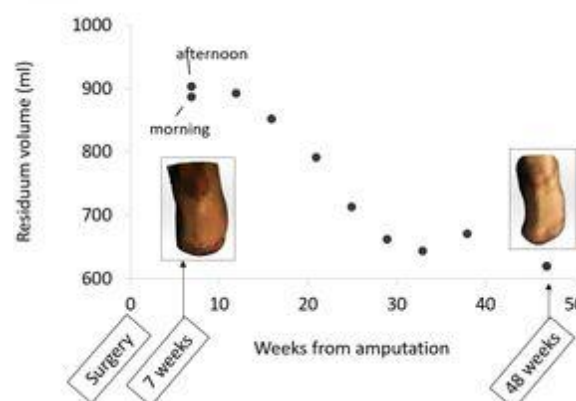 1000
afternoon
900
morning
800
700
600
Residuum volume (ml)
0
10
20
30
40
50
Weeks from amputation
Surgery
7 weeks
48 weeks